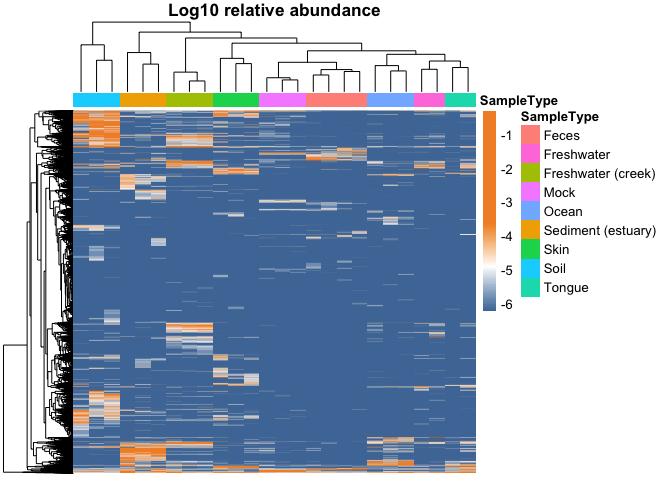 Log10 relative abundance
SampleType
SampleType
-1
-2
-3
-4
-5
-6
Feces
Freshwater
Freshwater (creek)
Mock
Ocean
Sediment (estuary)
Skin
Soil
Tongue